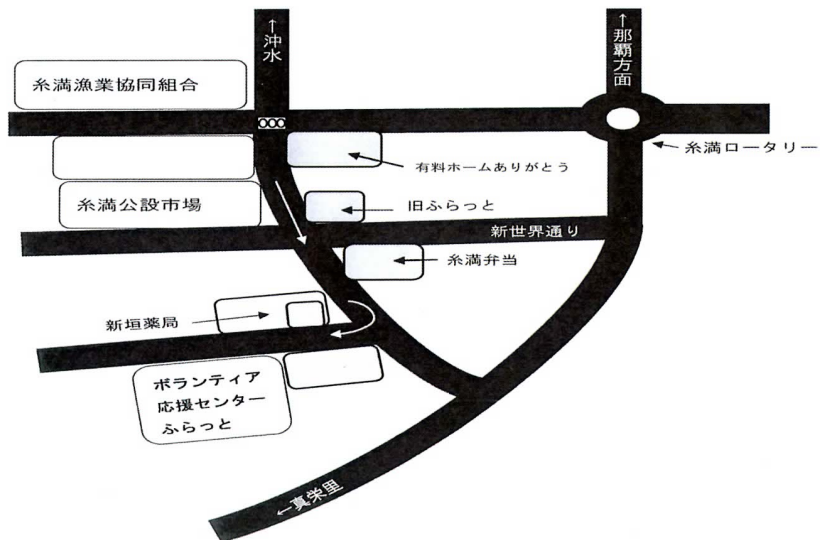 ↑沖水
↑那覇方面
糸満漁業協同組合
糸満ロータリー
有料ホームありがとう
糸満公設市場
旧ふらっと
新世界通り
糸満弁当
新垣薬局
ボランティア
応援センター
ふらっと
←真栄里